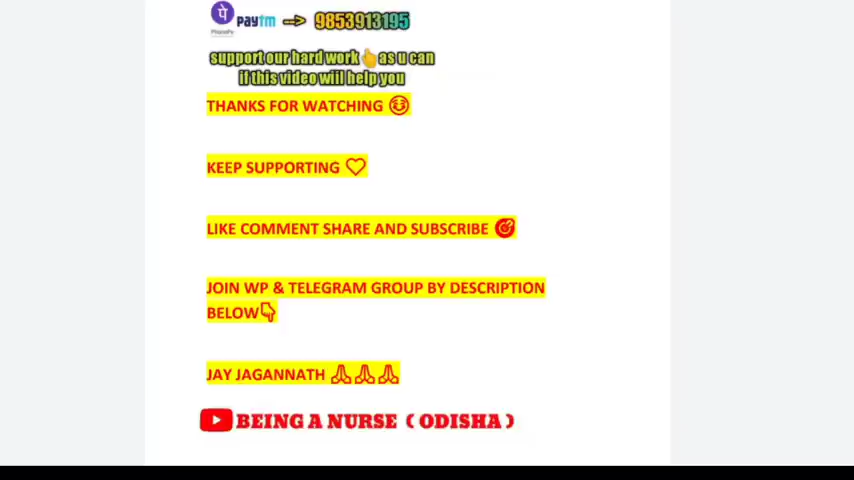 PhonePe paytm --> 9853913195
support our hard work 👆 as u can
if this video will help you
THANKS FOR WATCHING
KEEP SUPPORTING
LIKE COMMENT SHARE AND SUBSCRIBE
JOIN WP & TELEGRAM GROUP BY DESCRIPTION
BELOW
JAY JAGANNATH
BEING A NURSE ( ODISHA )